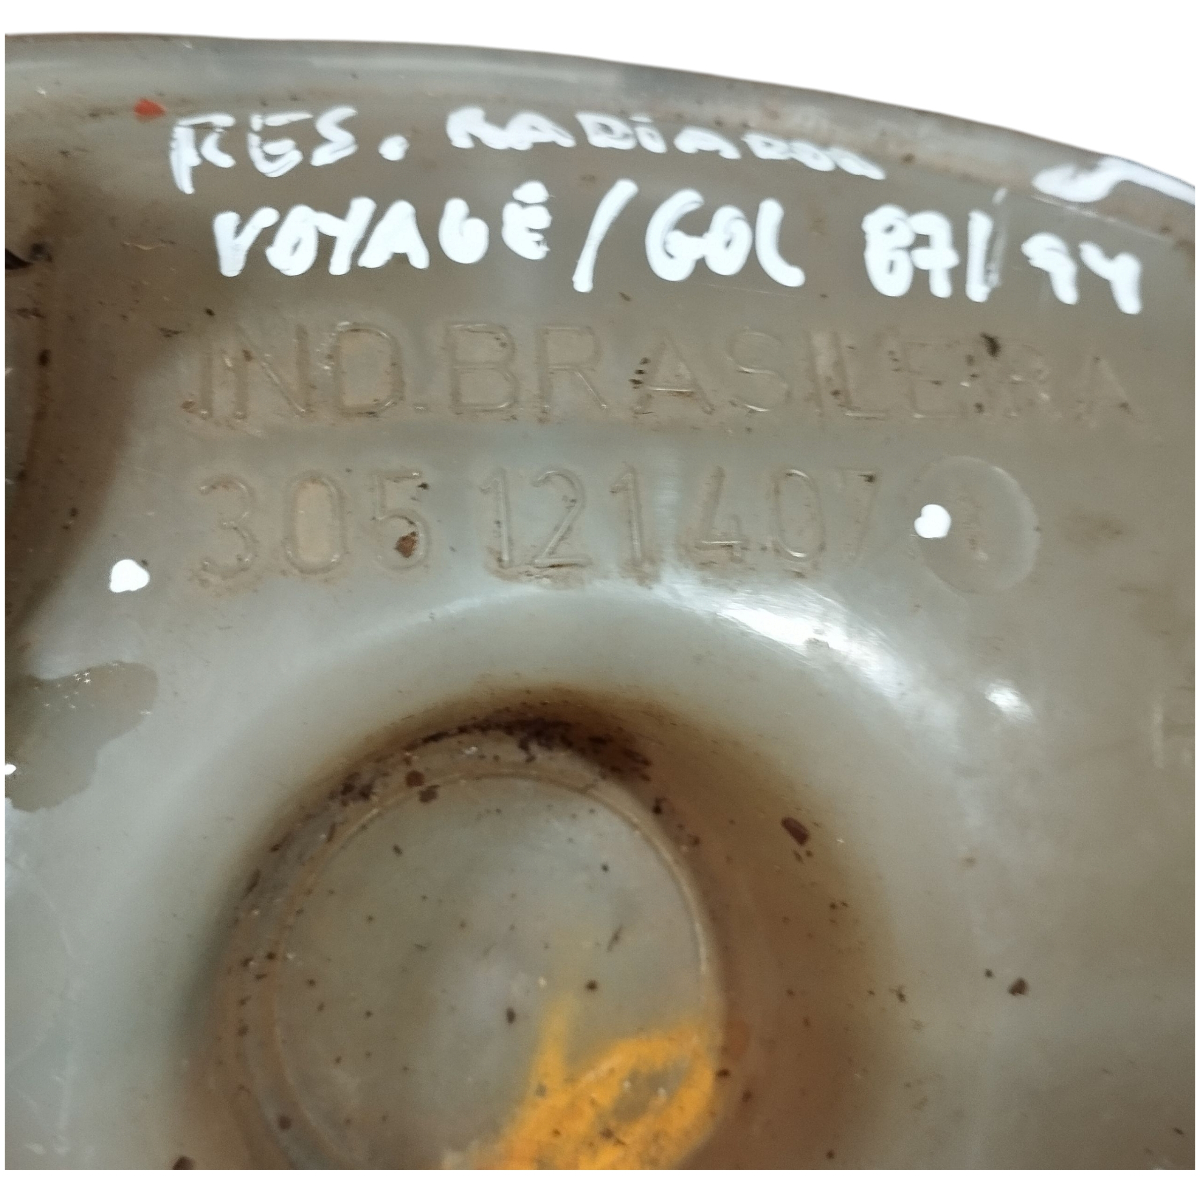 RES. RADIADOR
VOYAGE/GOL 87/94
IND.BRASILEIRA
305 121 407